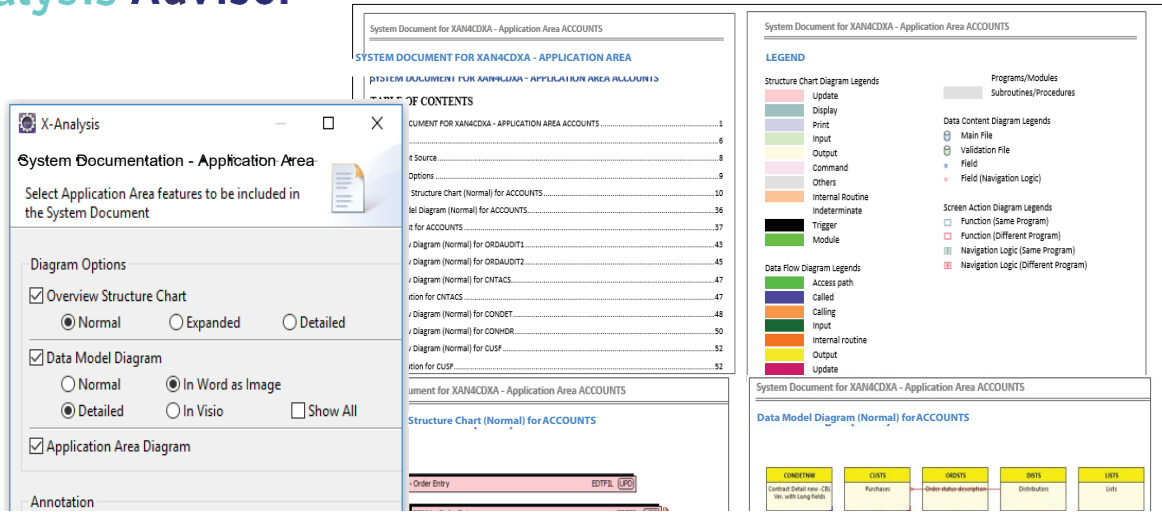 alysis Advisor
X-Analysis
System Documentation - Application Area
Select Application Area features to be included in
the System Document
Diagram Options
Overview Structure Chart
Normal
Expanded
Detailed
Data Model Diagram
Normal
In Word as Image
Detailed
In Visio
Show All
Application Area Diagram
Annotation
System Document for XAN4CDXA - Application Area ACCOUNTS
SYSTEM DOCUMENT FOR XAN4CDXA - APPLICATION AREA
SYSTEM DOCUMENT FOR XAN4CDXA - APPLICATION AREA ACCOUNTS
TABLE OF CONTENTS
CUMENT FOR XAN4CDXA - APPLICATION AREA ACCOUNTS 1
6
t Source 8
Options 9
Structure Chart (Normal) for ACCOUNTS 10
el Diagram (Normal) for ACCOUNTS 36
t for ACCOUNTS 37
Diagram (Normal) for ORDAUDIT1 43
Diagram (Normal) for ORDAUDIT2 45
Diagram (Normal) for CNTACS 47
tion for CNTACS 47
Diagram (Normal) for CONDET 48
Diagram (Normal) for CONHDR 50
Diagram (Normal) for CUSF 52
tion for CUSF 52
System Document for XAN4CDXA - Application Area ACCOUNTS
LEGEND
Structure Chart Diagram Legends
Update
Display
Print
Input
Output
Command
Others
Internal Routine
Indeterminate
Trigger
Module
Data Flow Diagram Legends
Access path
Called
Calling
Input
Internal routine
Output
Update
Programs/Modules
Subroutines/Procedures
Data Content Diagram Legends
Main File
Validation File
Field
Field (Navigation Logic)
Screen Action Diagram Legends
Function (Same Program)
Function (Different Program)
Navigation Logic (Same Program)
Navigation Logic (Different Program)
ument for XAN4CDXA - Application Area ACCOUNTS
Structure Chart (Normal) for ACCOUNTS
- Order Entry EDTFIL UPD
System Document for XAN4CDXA - Application Area ACCOUNTS
Data Model Diagram (Normal) for ACCOUNTS
CONDETNW
Contract Detail new -CBL
Ver. with Long fields
CUSTS
Purchases
ORDSTS
Order status description
DISTS
Distributors
LISTS
Lists